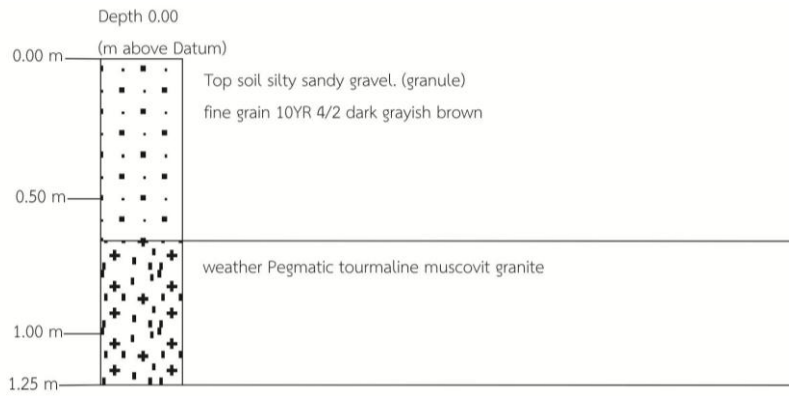 Depth 0.00
(m above Datum)
0.00 m
Top soil silty sandy gravel. (granule)
fine grain 10YR 4/2 dark grayish brown
0.50 m
weather Pegmatic tourmaline muscovit granite
1.00 m
1.25 m